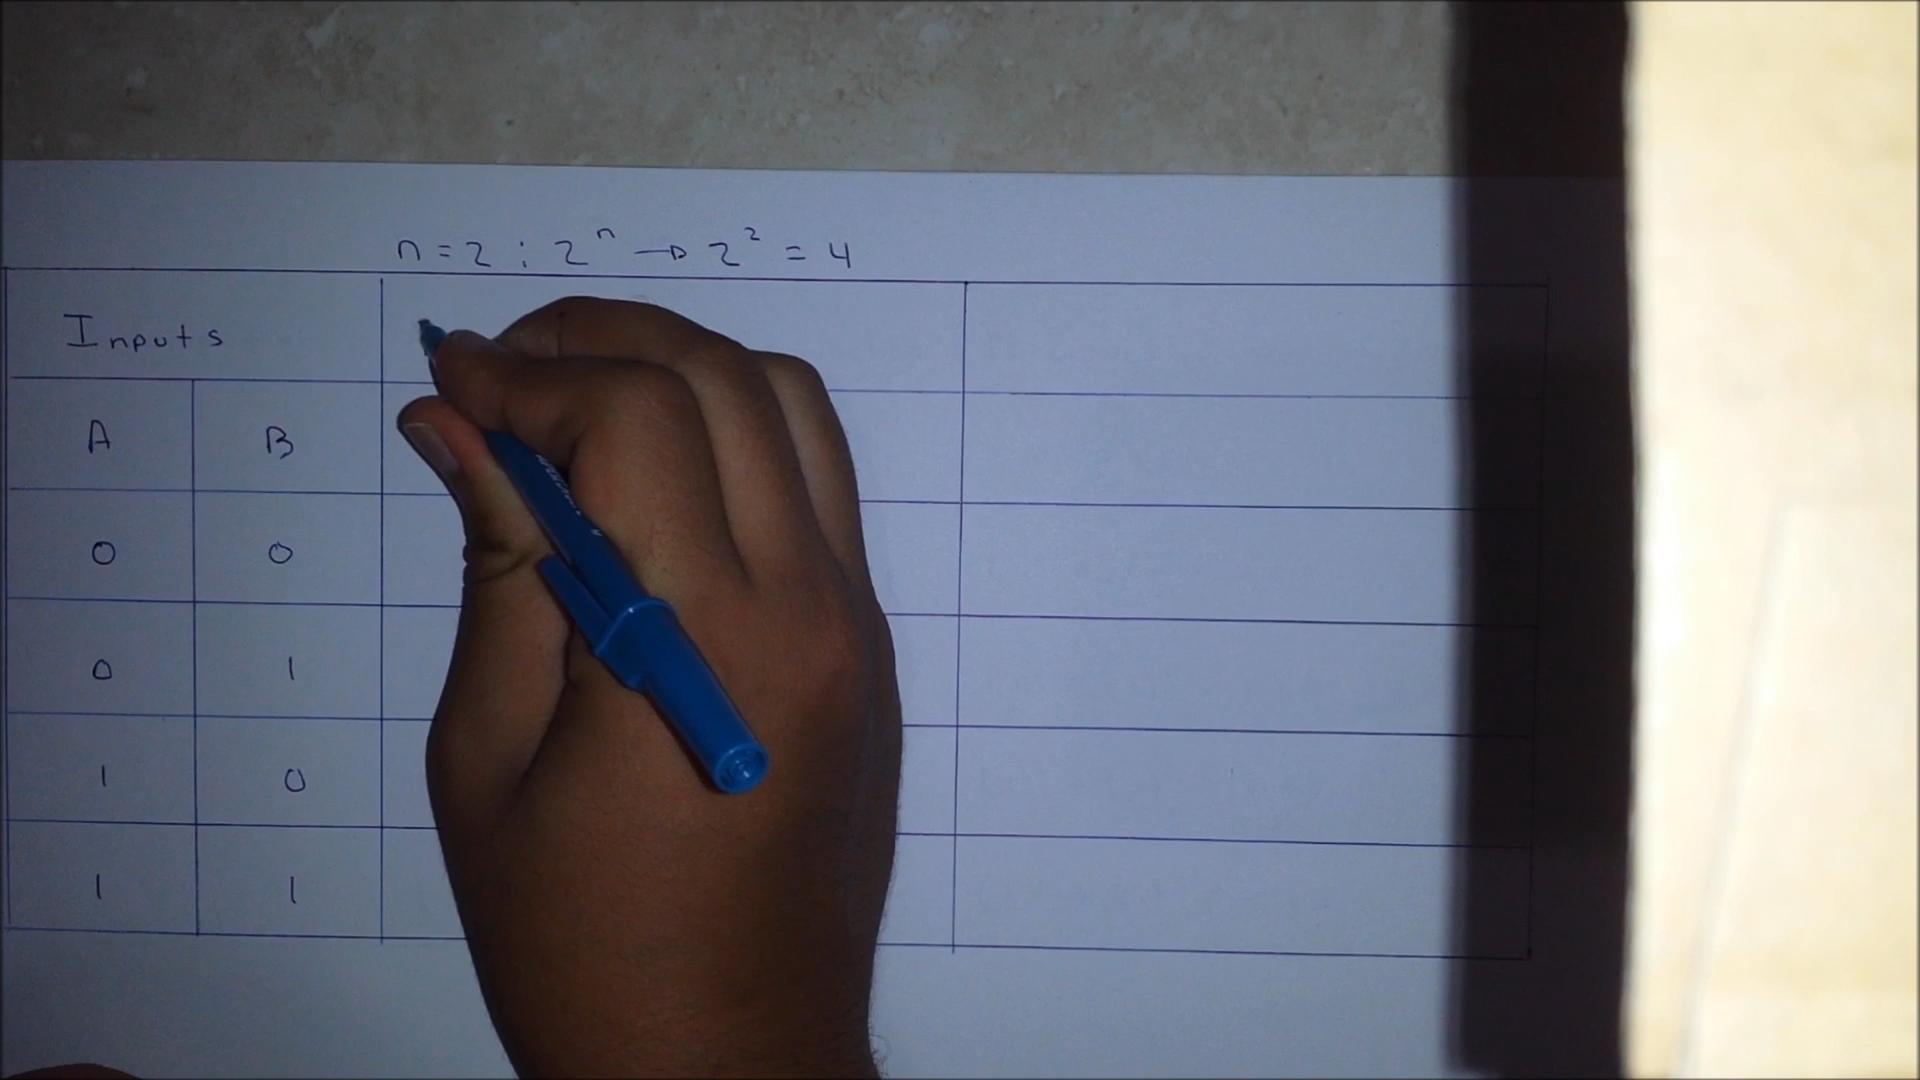 n = 2 : 2ⁿ → 2² = 4
Inputs
A B
0 0
0 1
1 0
1 1